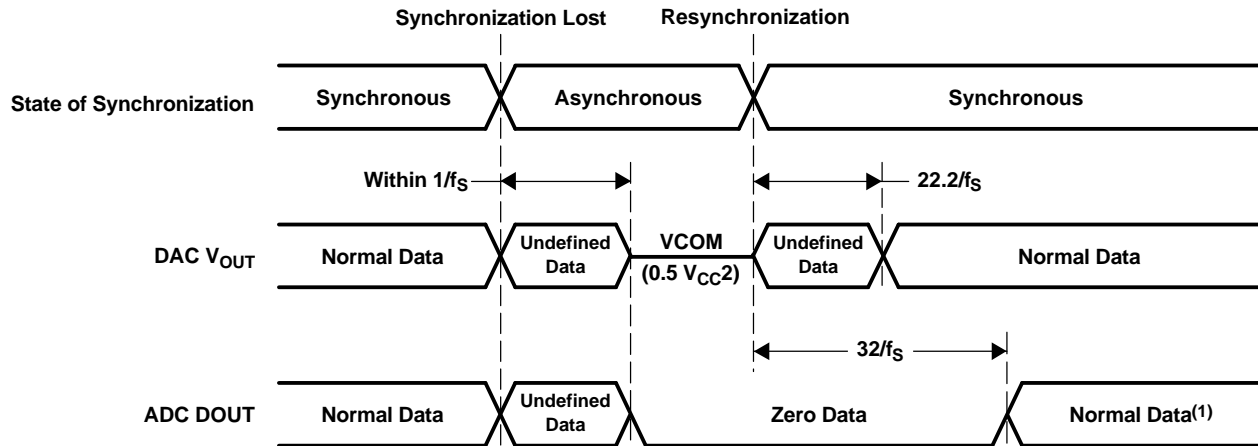 Synchronization Lost Resynchronization
State of Synchronization Synchronous Asynchronous Synchronous
Within 1/fS 22.2/fS
DAC VOUT Normal Data Undefined Data VCOM (0.5 VCC2) Undefined Data Normal Data
32/fS
ADC DOUT Normal Data Undefined Data Zero Data Normal Data(1)